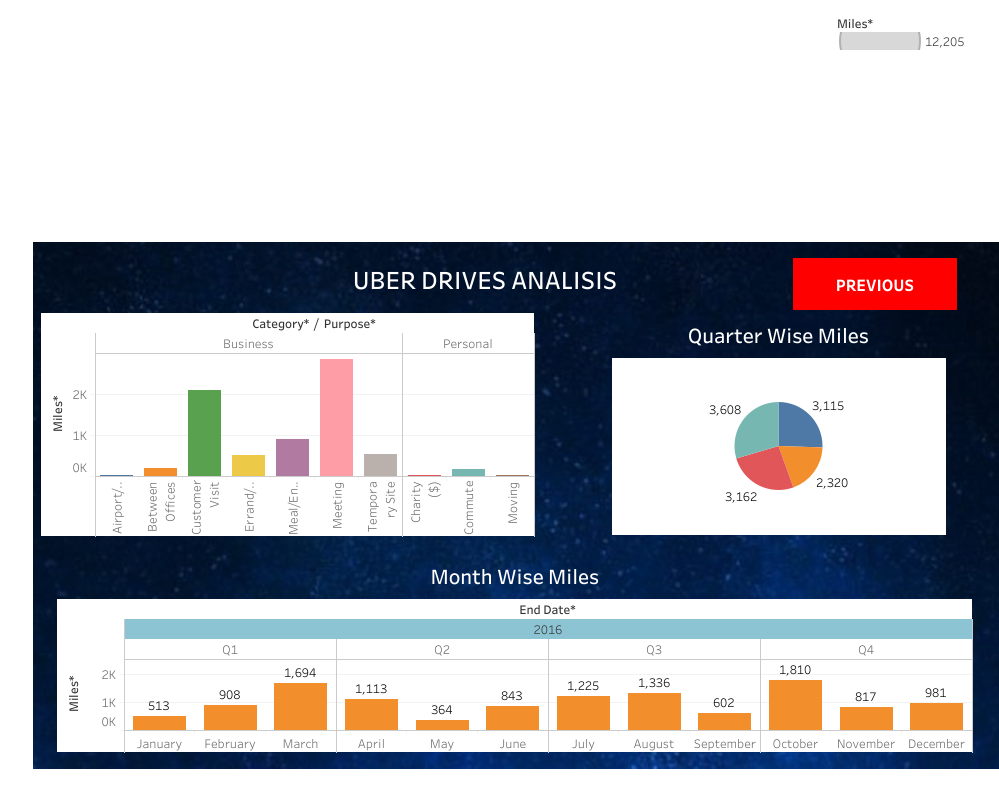 Miles*
12,205
UBER DRIVES ANALISIS
PREVIOUS
Category* / Purpose*
Business
Personal
Miles*
2K
1K
0K
Airport/..
Between
Offices
Customer
Visit
Errand/..
Meal/En..
Meeting
Tempora
ry Site
Charity
($)
Commute
Moving
Quarter Wise Miles
3,608
3,115
3,162
2,320
Month Wise Miles
End Date*
2016
Q1
Q2
Q3
Q4
Miles*
2K
1K
0K
513
908
1,694
1,113
364
843
1,225
1,336
602
1,810
817
981
January
February
March
April
May
June
July
August
September
October
November
December